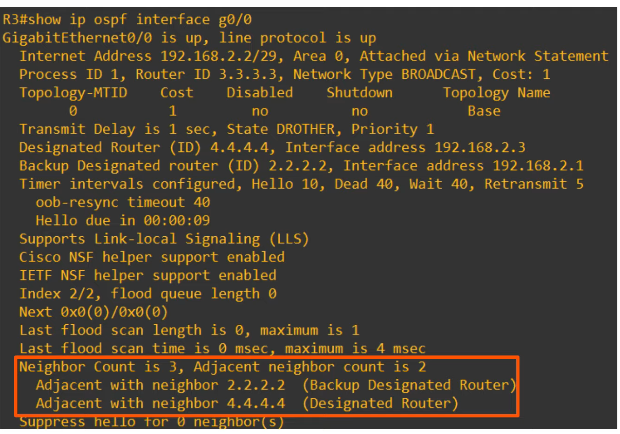 R3#show ip ospf interface g0/0
GigabitEthernet0/0 is up, line protocol is up
Internet Address 192.168.2.2/29, Area 0, Attached via Network Statement
Process ID 1, Router ID 3.3.3.3, Network Type BROADCAST, Cost: 1
Topology-MTID Cost Disabled Shutdown Topology Name
0 1 no no Base
Transmit Delay is 1 sec, State DROTHER, Priority 1
Designated Router (ID) 4.4.4.4, Interface address 192.168.2.3
Backup Designated router (ID) 2.2.2.2, Interface address 192.168.2.1
Timer intervals configured, Hello 10, Dead 40, Wait 40, Retransmit 5
oob-resync timeout 40
Hello due in 00:00:09
Supports Link-local Signaling (LLS)
Cisco NSF helper support enabled
IETF NSF helper support enabled
Index 2/2, flood queue length 0
Next 0x0(0)/0x0(0)
Last flood scan length is 0, maximum is 1
Last flood scan time is 0 msec, maximum is 4 msec
Neighbor Count is 3, Adjacent neighbor count is 2
Adjacent with neighbor 2.2.2.2 (Backup Designated Router)
Adjacent with neighbor 4.4.4.4 (Designated Router)
Suppress hello for 0 neighbor(s)